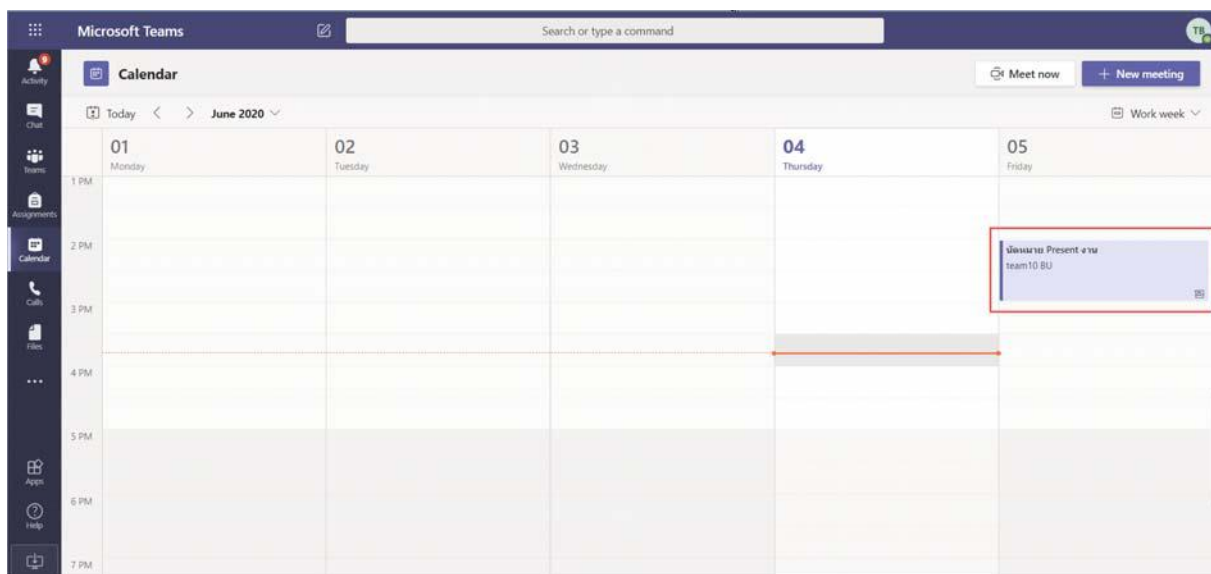 Microsoft Teams
Search or type a command
TB
9
Activity
Calendar
Meet now
+ New meeting
Chat
Today
June 2020
Work week
Teams
01
Monday
02
Tuesday
03
Wednesday
04
Thursday
05
Friday
Assignments
Calendar
Calls
Files
Apps
Help
1 PM
2 PM
นัดหมาย Present งาน
team10 BU
3 PM
4 PM
5 PM
6 PM
7 PM